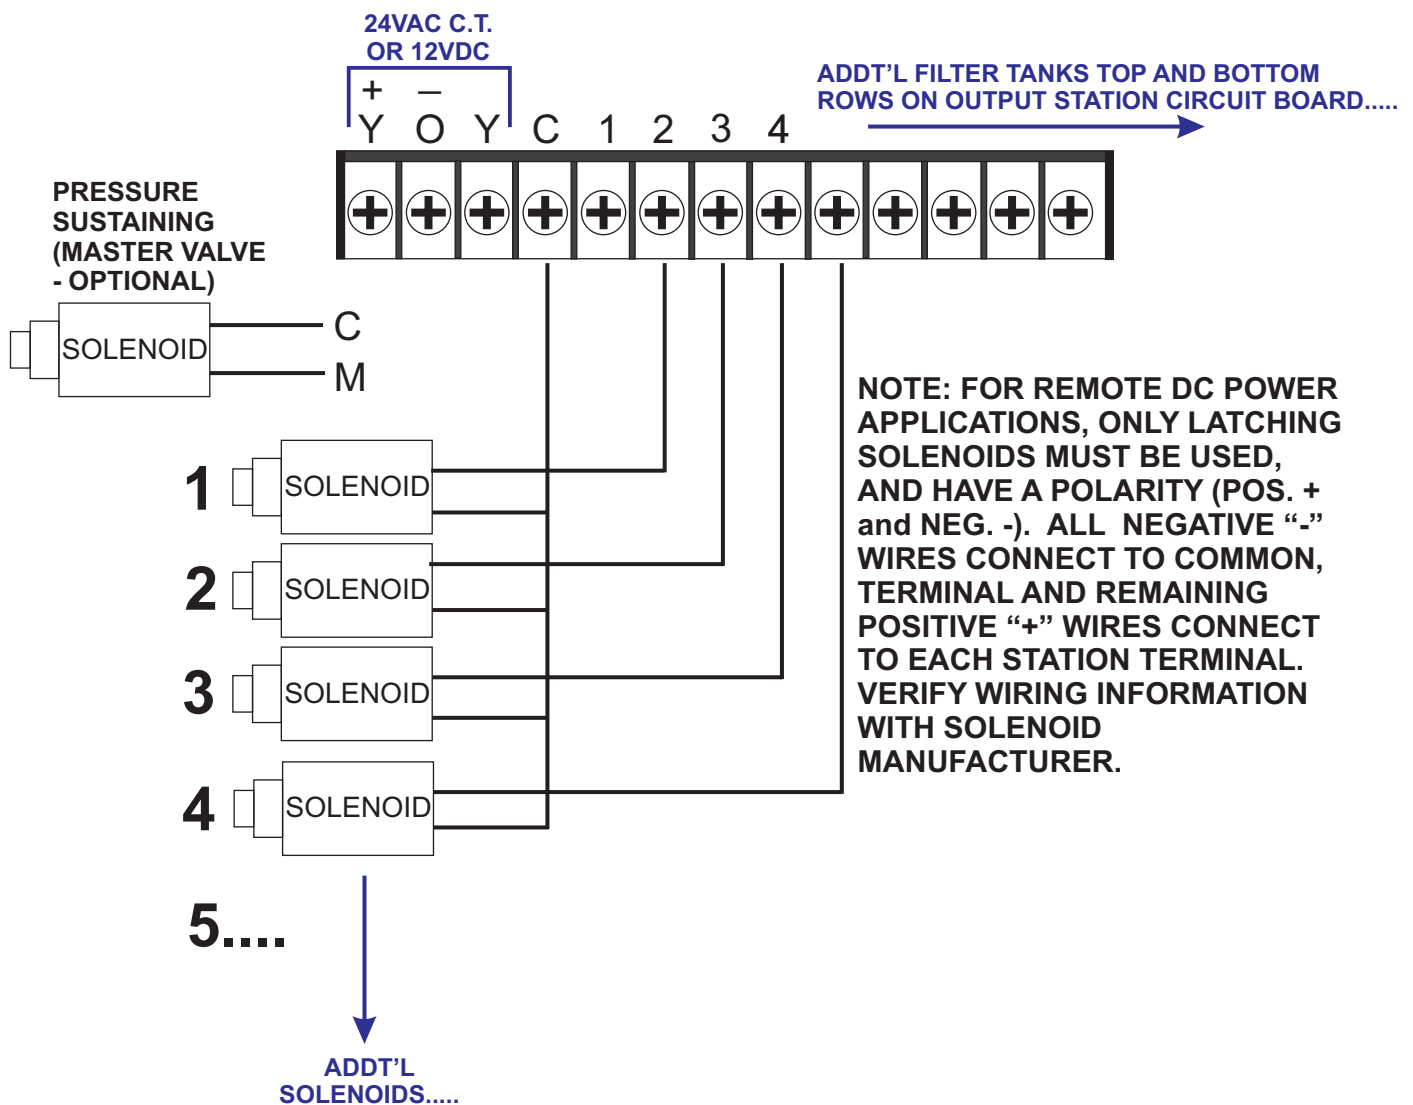 24VAC C.T.
OR 12VDC
+ –
Y O Y C 1 2 3 4
ADDT'L FILTER TANKS TOP AND BOTTOM
ROWS ON OUTPUT STATION CIRCUIT BOARD.....
PRESSURE
SUSTAINING
(MASTER VALVE
- OPTIONAL)
SOLENOID
C
M
1 SOLENOID
2 SOLENOID
3 SOLENOID
4 SOLENOID
5....
NOTE: FOR REMOTE DC POWER
APPLICATIONS, ONLY LATCHING
SOLENOIDS MUST BE USED,
AND HAVE A POLARITY (POS. +
and NEG. -).  ALL  NEGATIVE “-”
WIRES CONNECT TO COMMON,
TERMINAL AND REMAINING
POSITIVE “+” WIRES CONNECT
TO EACH STATION TERMINAL.
VERIFY WIRING INFORMATION
WITH SOLENOID
MANUFACTURER.
ADDT'L
SOLENOIDS.....